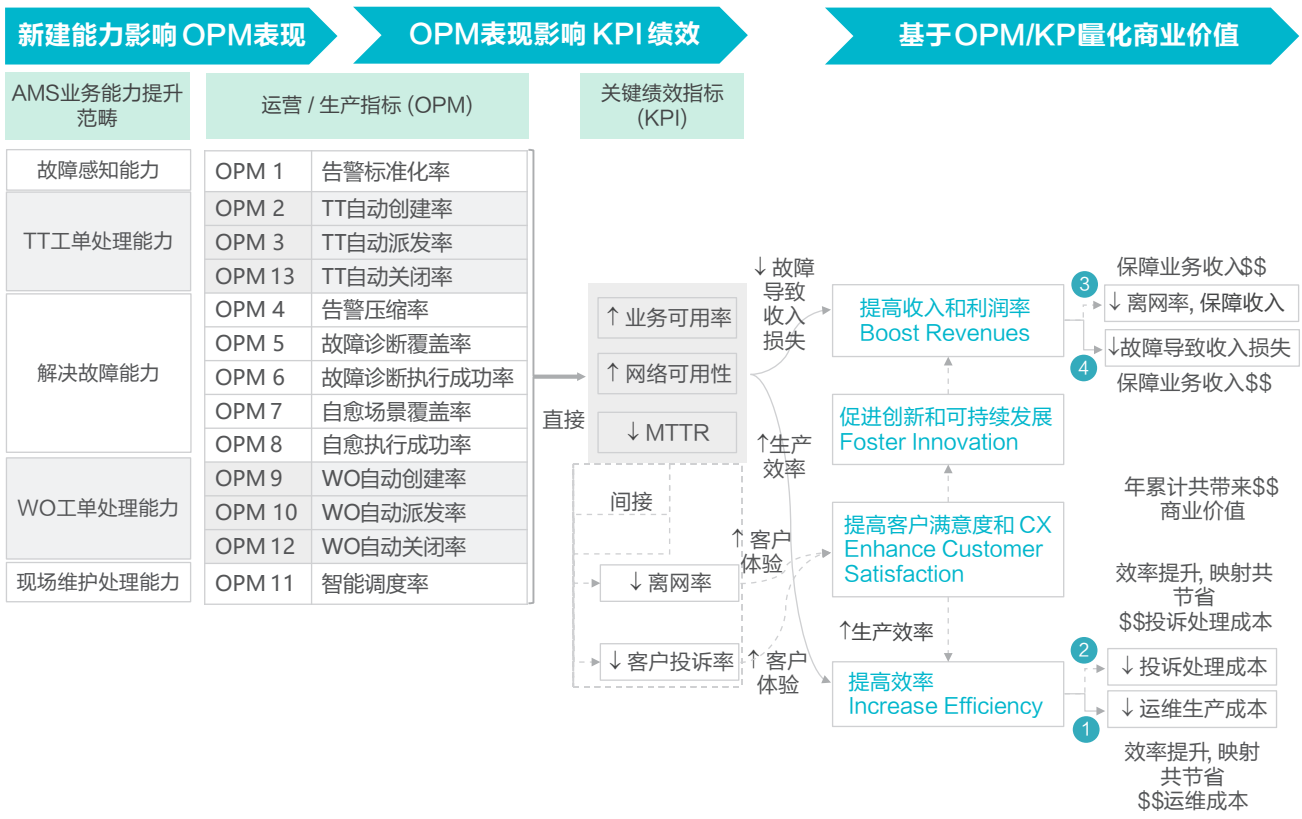 新建能力影响 OPM表现
OPM表现影响 KPI 绩效
基于OPM/KP量化商业价值
AMS业务能力提升
范畴
运营 / 生产指标 (OPM)
关键绩效指标
(KPI)
故障感知能力
OPM 1 告警标准化率
TT工单处理能力
OPM 2 TT自动创建率
OPM 3 TT自动派发率
OPM 13 TT自动关闭率
解决故障能力
OPM 4 告警压缩率
OPM 5 故障诊断覆盖率
OPM 6 故障诊断执行成功率
OPM 7 自愈场景覆盖率
OPM 8 自愈执行成功率
WO工单处理能力
OPM 9 WO自动创建率
OPM 10 WO自动派发率
OPM 12 WO自动关闭率
现场维护处理能力
OPM 11 智能调度率
直接
↑业务可用率
↑网络可用性
↓MTTR
间接
↓离网率
↓客户投诉率
↓故障
导致
收入
损失
↑生产
效率
↑客户
体验
↑客户
体验
提高收入和利润率
Boost Revenues
促进创新和可持续发展
Foster Innovation
提高客户满意度和 CX
Enhance Customer
Satisfaction
↑生产效率
提高效率
Increase Efficiency
保障业务收入$$
3
↓离网率, 保障收入
↓故障导致收入损失
4
保障业务收入$$
年累计共带来$$
商业价值
效率提升, 映射共
节省
$$投诉处理成本
2
↓投诉处理成本
↓运维生产成本
1
效率提升, 映射
共节省
$$运维成本